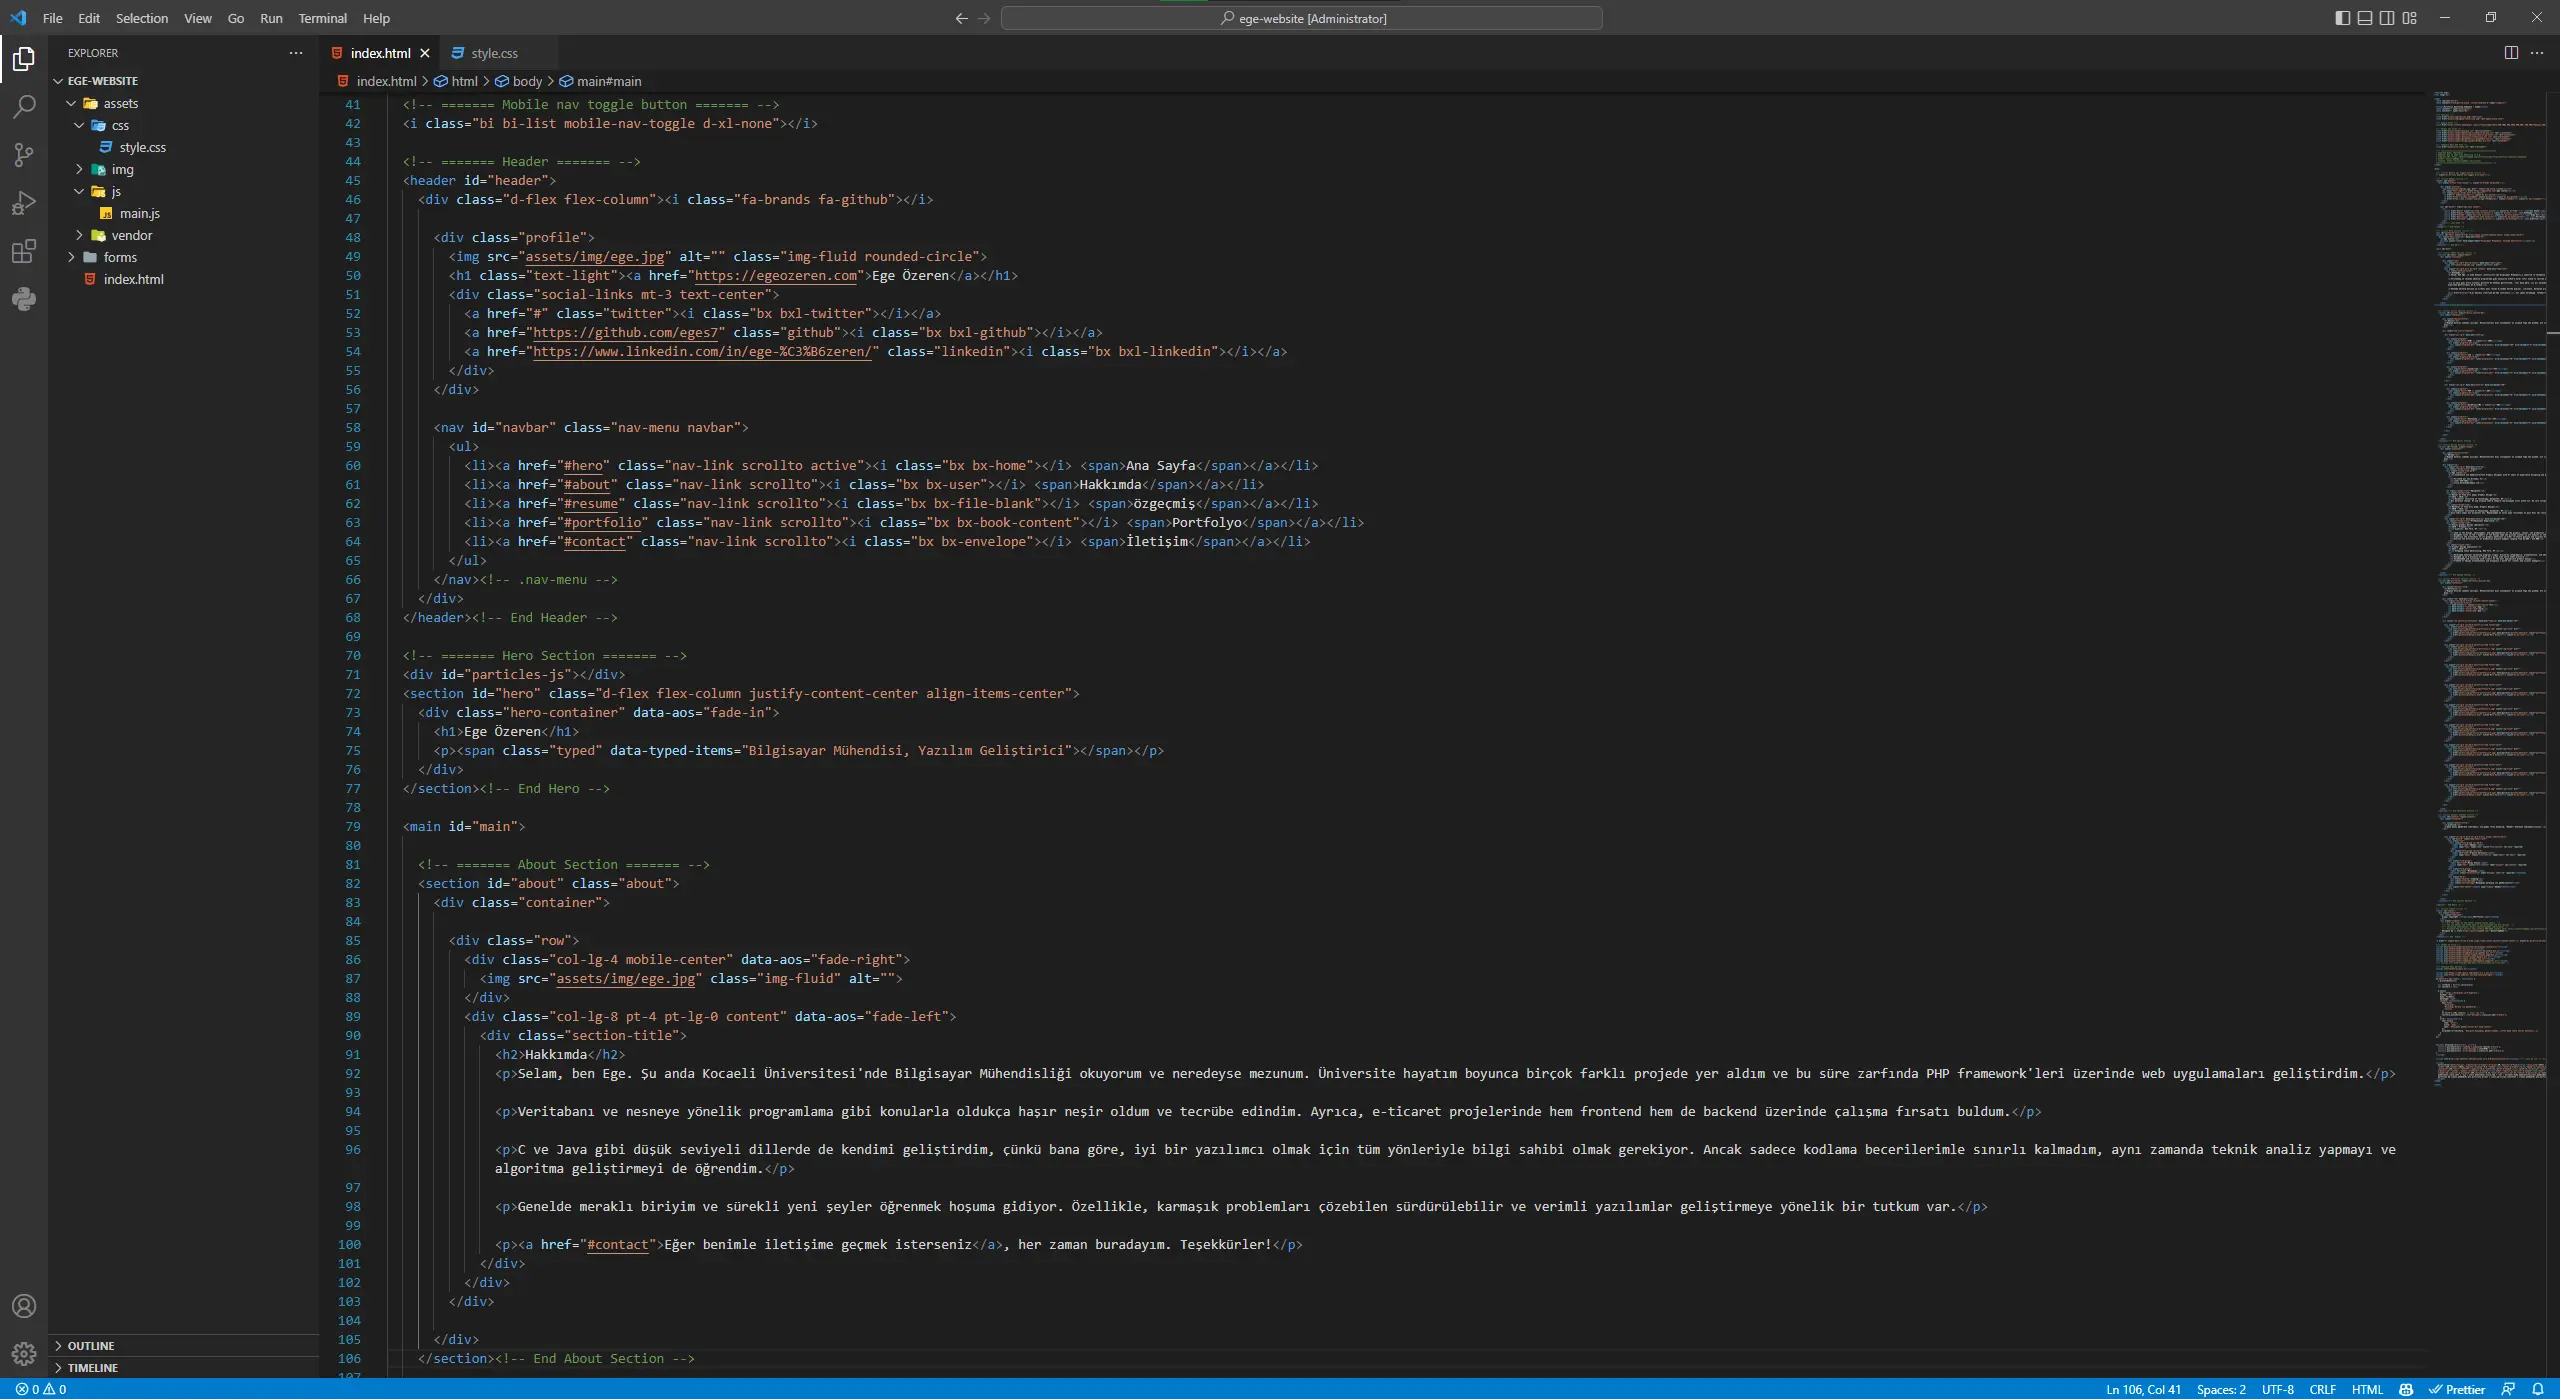 File Edit Selection View Go Run Terminal Help
ege-website [Administrator]
EXPLORER
EGE-WEBSITE
assets
css
style.css
img
js
main.js
vendor
forms
index.html
OUTLINE
TIMELINE
index.html style.css
index.html > html > body > main#main
41 <!-- ======= Mobile nav toggle button ======= -->
42 <i class="bi bi-list mobile-nav-toggle d-xl-none"></i>
43
44 <!-- ======= Header ======= -->
45 <header id="header">
46 <div class="d-flex flex-column"><i class="fa-brands fa-github"></i>
47
48 <div class="profile">
49 <img src="assets/img/ege.jpg" alt="" class="img-fluid rounded-circle">
50 <h1 class="text-light"><a href="https://egeozeren.com">Ege Özeren</a></h1>
51 <div class="social-links mt-3 text-center">
52 <a href="#" class="twitter"><i class="bx bxl-twitter"></i></a>
53 <a href="https://github.com/eges7" class="github"><i class="bx bxl-github"></i></a>
54 <a href="https://www.linkedin.com/in/ege-%C3%B6zeren/" class="linkedin"><i class="bx bxl-linkedin"></i></a>
55 </div>
56 </div>
57
58 <nav id="navbar" class="nav-menu navbar">
59 <ul>
60 <li><a href="#hero" class="nav-link scrollto active"><i class="bx bx-home"></i> <span>Ana Sayfa</span></a></li>
61 <li><a href="#about" class="nav-link scrollto"><i class="bx bx-user"></i> <span>Hakkımda</span></a></li>
62 <li><a href="#resume" class="nav-link scrollto"><i class="bx bx-file-blank"></i> <span>özgeçmiş</span></a></li>
63 <li><a href="#portfolio" class="nav-link scrollto"><i class="bx bx-book-content"></i> <span>Portfolyo</span></a></li>
64 <li><a href="#contact" class="nav-link scrollto"><i class="bx bx-envelope"></i> <span>İletişim</span></a></li>
65 </ul>
66 </nav><!-- .nav-menu -->
67 </div>
68 </header><!-- End Header -->
69
70 <!-- ======= Hero Section ======= -->
71 <div id="particles-js"></div>
72 <section id="hero" class="d-flex flex-column justify-content-center align-items-center">
73 <div class="hero-container" data-aos="fade-in">
74 <h1>Ege Özeren</h1>
75 <p><span class="typed" data-typed-items="Bilgisayar Mühendisi, Yazılım Geliştirici"></span></p>
76 </div>
77 </section><!-- End Hero -->
78
79 <main id="main">
80
81 <!-- ======= About Section ======= -->
82 <section id="about" class="about">
83 <div class="container">
84
85 <div class="row">
86 <div class="col-lg-4 mobile-center" data-aos="fade-right">
87 <img src="assets/img/ege.jpg" class="img-fluid" alt="">
88 </div>
89 <div class="col-lg-8 pt-4 pt-lg-0 content" data-aos="fade-left">
90 <div class="section-title">
91 <h2>Hakkımda</h2>
92 <p>Selam, ben Ege. Şu anda Kocaeli Üniversitesi'nde Bilgisayar Mühendisliği okuyorum ve neredeyse mezunum. Üniversite hayatım boyunca birçok farklı projede yer aldım ve bu süre zarfında PHP framework'leri üzerinde web uygulamaları geliştirdim.</p>
93
94 <p>Veritabanı ve nesneye yönelik programlama gibi konularla oldukça haşır neşir oldum ve tecrübe edindim. Ayrıca, e-ticaret projelerinde hem frontend hem de backend üzerinde çalışma fırsatı buldum.</p>
95
96 <p>C ve Java gibi düşük seviyeli dillerde de kendimi geliştirdim, çünkü bana göre, iyi bir yazılımcı olmak için tüm yönleriyle bilgi sahibi olmak gerekiyor. Ancak sadece kodlama becerilerimle sınırlı kalmadım, aynı zamanda teknik analiz yapmayı ve
algoritma geliştirmeyi de öğrendim.</p>
97
98 <p>Genelde meraklı biriyim ve sürekli yeni şeyler öğrenmek hoşuma gidiyor. Özellikle, karmaşık problemları çözebilen sürdürülebilir ve verimli yazılımlar geliştirmeye yönelik bir tutkum var.</p>
99
100 <p><a href="#contact">Eğer benimle iletişime geçmek isterseniz</a>, her zaman buradayım. Teşekkürler!</p>
101 </div>
102 </div>
103 </div>
104
105 </div>
106 </section><!-- End About Section -->
107
0 0
Ln 106, Col 41 Spaces: 2 UTF-8 CRLF HTML Prettier